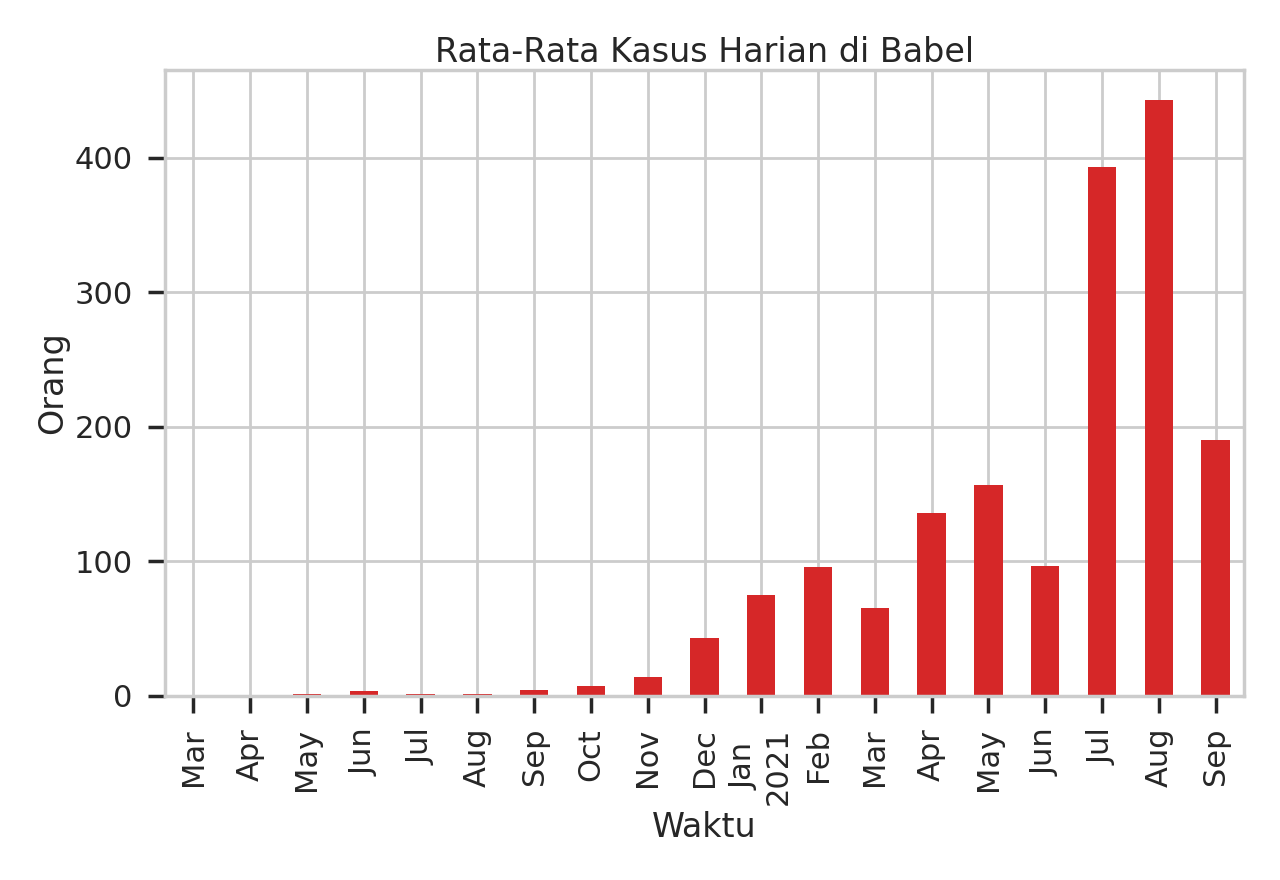 Rata-Rata Kasus Harian di Babel
Orang
400
300
200
100
0
Mar
Apr
May
Jun
Jul
Aug
Sep
Oct
Nov
Dec
Jan
2021
Feb
Mar
Apr
May
Jun
Jul
Aug
Sep
Waktu